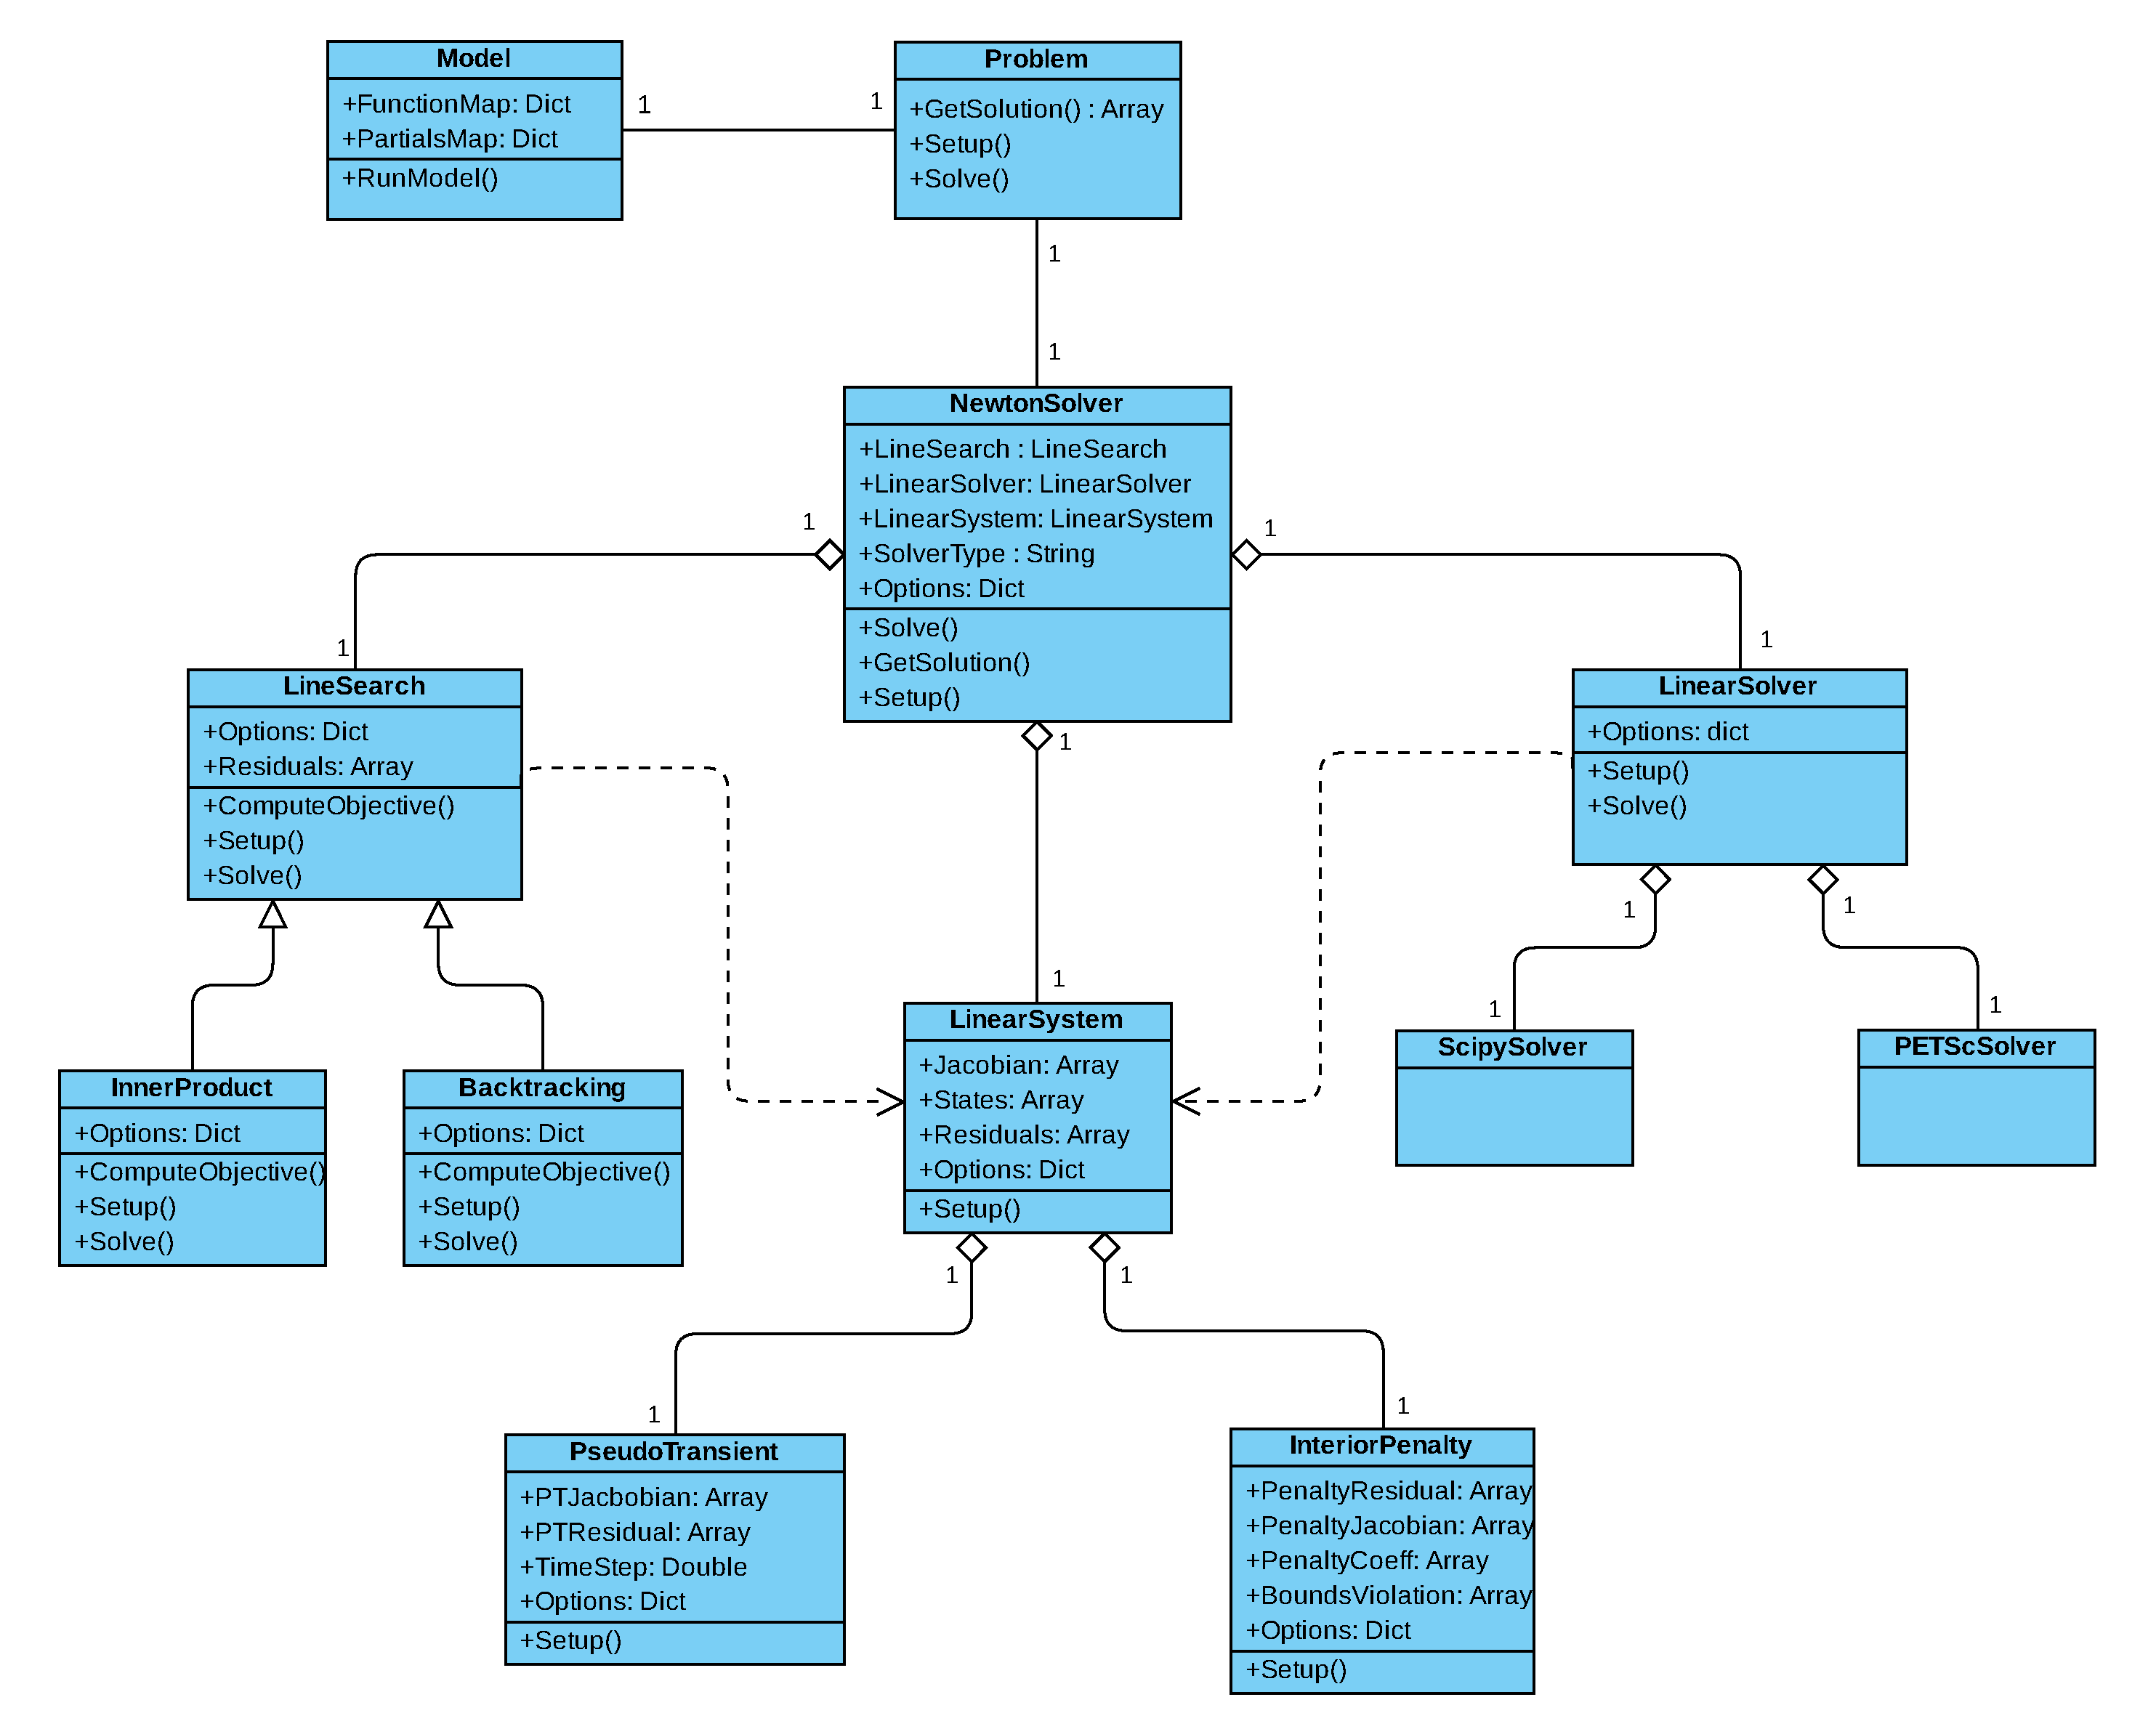 Model
+FunctionMap: Dict
+PartialsMap: Dict
+RunModel()
1
1
Problem
+GetSolution() : Array
+Setup()
+Solve()
1
1
NewtonSolver
+LineSearch : LineSearch
+LinearSolver: LinearSolver
+LinearSystem: LinearSystem
+SolverType : String
+Options: Dict
+Solve()
+GetSolution()
+Setup()
1
1
1
1
1
1
LineSearch
+Options: Dict
+Residuals: Array
+ComputeObjective()
+Setup()
+Solve()
LinearSolver
+Options: dict
+Setup()
+Solve()
1
1
1
1
InnerProduct
+Options: Dict
+ComputeObjective()
+Setup()
+Solve()
Backtracking
+Options: Dict
+ComputeObjective()
+Setup()
+Solve()
LinearSystem
+Jacobian: Array
+States: Array
+Residuals: Array
+Options: Dict
+Setup()
ScipySolver
PETScSolver
1
1
1
1
PseudoTransient
+PTJacbobian: Array
+PTResidual: Array
+TimeStep: Double
+Options: Dict
+Setup()
InteriorPenalty
+PenaltyResidual: Array
+PenaltyJacobian: Array
+PenaltyCoeff: Array
+BoundsViolation: Array
+Options: Dict
+Setup()